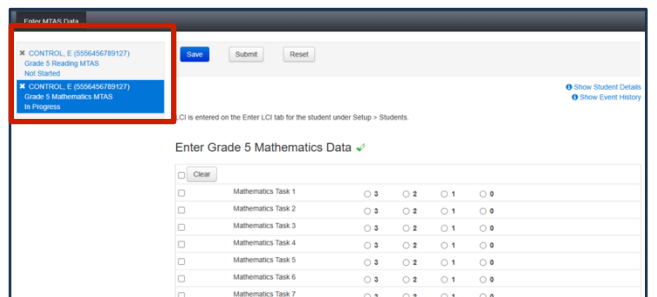 Enter MTAS Data
✖ CONTROL, E (5556456789127)
Grade 5 Reading MTAS
Not Started
✖ CONTROL, E (5556456789127)
Grade 5 Mathematics MTAS
In Progress
Save Submit Reset
Show Student Details
Show Event History
LCI is entered on the Enter LCI tab for the student under Setup > Students.
Enter Grade 5 Mathematics Data
Clear
Mathematics Task 1 3 2 1 0
Mathematics Task 2 3 2 1 0
Mathematics Task 3 3 2 1 0
Mathematics Task 4 3 2 1 0
Mathematics Task 5 3 2 1 0
Mathematics Task 6 3 2 1 0
Mathematics Task 7 3 2 1 0